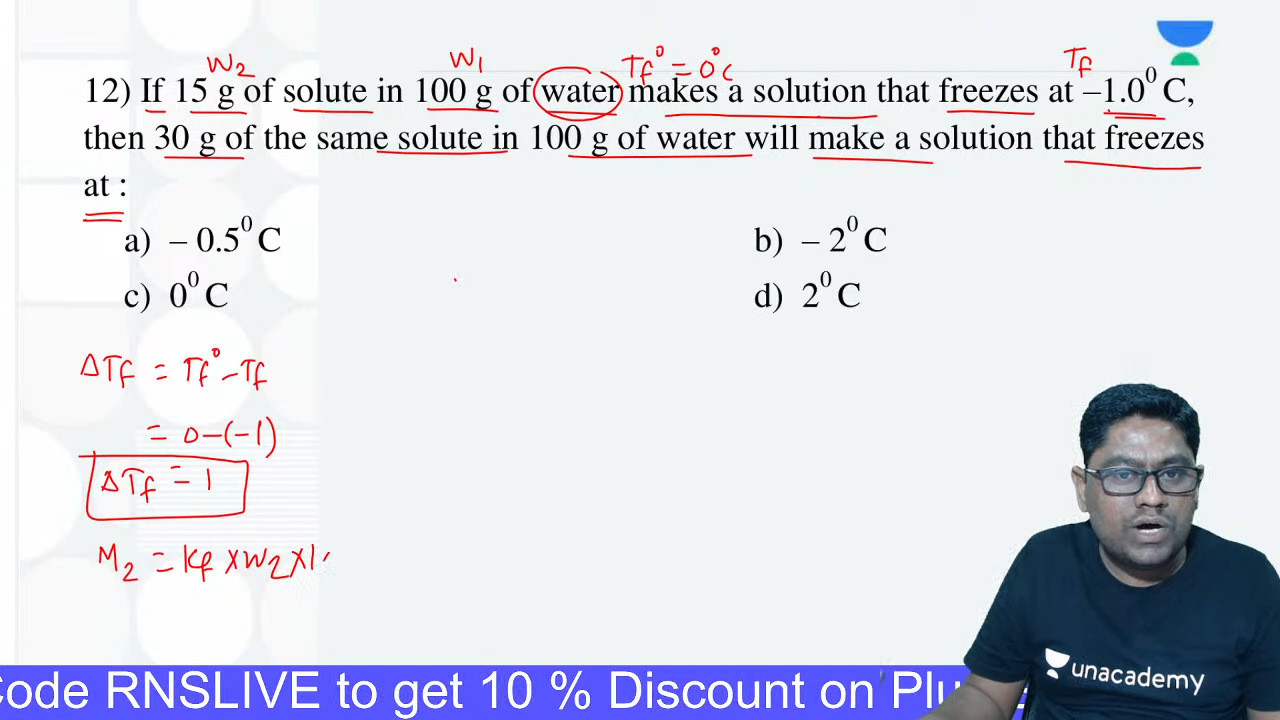 W2 W1 Tf° = 0°C Tf
12) If 15 g of solute in 100 g of water makes a solution that freezes at –1.0⁰ C,
then 30 g of the same solute in 100 g of water will make a solution that freezes
at :
a) – 0.5⁰ C b) – 2⁰ C
c) 0⁰ C d) 2⁰ C
ΔTf = Tf° – Tf
= 0–(–1)
ΔTf = 1
M2 = Kf × W2 × 1
unacademy
Code RNSLIVE to get 10 % Discount on Plu